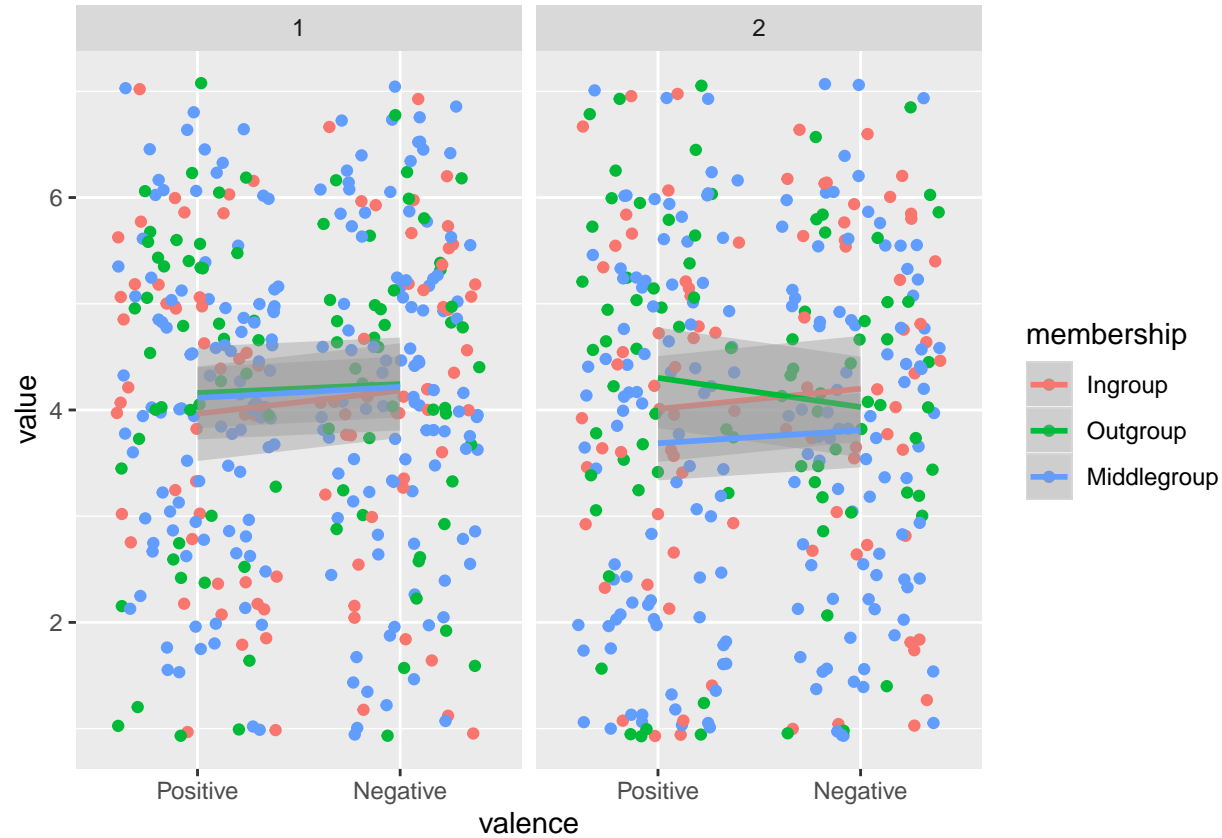 1
2
6
4
2
value
Positive
Negative
Positive
Negative
valence
membership
Ingroup
Outgroup
Middlegroup